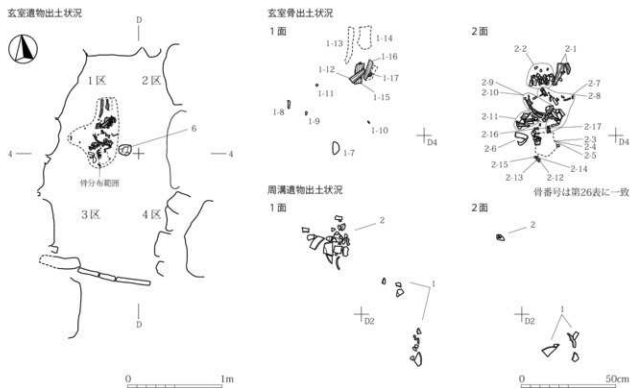 玄室遺物出土状況
D
1区
2区
6
4
4
骨分布範囲
3区
4区
D
0
1m
玄室骨出土状況
1面
1-13
1-14
1-16
1-12
1-17
1-11
1-15
1-8
1-9
1-10
1-7
D4
2面
2-2
2-1
2-9
2-7
2-10
2-8
2-11
2-16
2-17
2-6
2-3
2-4
2-5
2-15
2-14
2-13
2-12
D4
骨番号は第26表に一致
周溝遺物出土状況
1面
2
1
D2
2面
2
1
D2
0
50cm